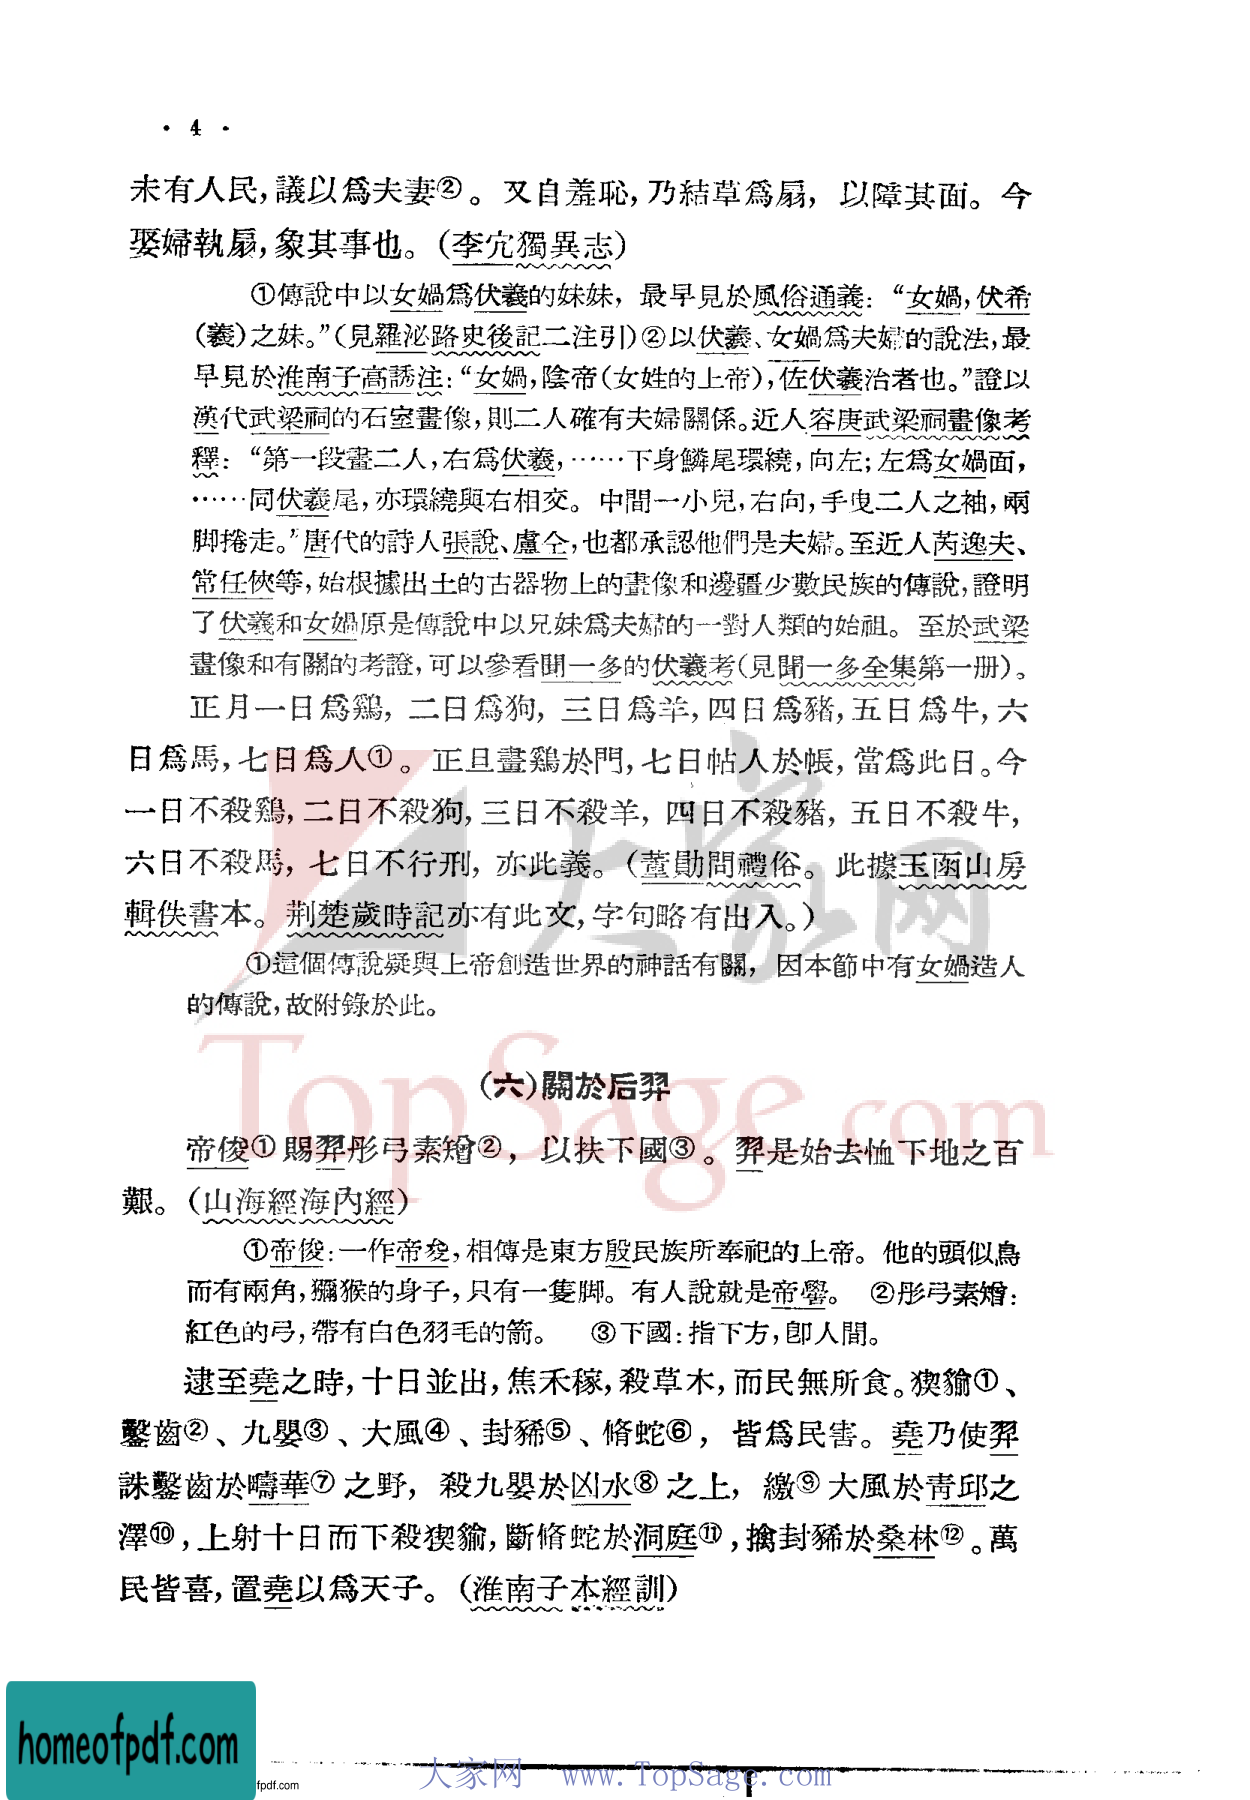 · 4 ·
未有人民，議以爲夫妻②。又自羞恥，乃結草爲扇，以障其面。今
娶婦執扇，象其事也。（李宂獨異志）
①傳說中以女媧爲伏羲的妹妹，最早見於風俗通義：“女媧，伏希
（羲）之妹。”（見羅泌路史後記二注引）②以伏羲、女媧爲夫婦的說法，最
早見於淮南子高誘注：“女媧，陰帝（女姓的上帝），佐伏羲治者也。”證以
漢代武梁祠的石室畫像，則二人確有夫婦關係。近人容庚武梁祠畫像考
釋：“第一段畫二人，右爲伏羲，……下身鱗尾環繞，向左；左爲女媧面，
……同伏羲尾，亦環繞與右相交。中間一小兒，右向，手曳二人之袖，兩
脚捲走。”唐代的詩人張說、盧仝，也都承認他們是夫婦。至近人芮逸夫、
常任俠等，始根據出土的古器物上的畫像和邊疆少數民族的傳說，證明
了伏羲和女媧原是傳說中以兄妹爲夫婦的一對人類的始祖。至於武梁
畫像和有關的考證，可以參看聞一多的伏羲考（見聞一多全集第一册）。
正月一日爲鷄，二日爲狗，三日爲羊，四日爲豬，五日爲牛，六
日爲馬，七日爲人①。正旦畫鷄於門，七日帖人於帳，當爲此日。今
一日不殺鷄，二日不殺狗，三日不殺羊，四日不殺豬，五日不殺牛，
六日不殺馬，七日不行刑，亦此義。（董勛問禮俗。此據玉函山房
輯佚書本。荆楚歲時記亦有此文，字句略有出入。）
①這個傳說疑與上帝創造世界的神話有關，因本節中有女媧造人
的傳說，故附錄於此。
（六）關於后羿
帝俊①賜羿彤弓素矰②，以扶下國③。羿是始去恤下地之百
艱。（山海經海內經）
①帝俊：一作帝夋，相傳是東方殷民族所奉祀的上帝。他的頭似鳥
而有兩角，獼猴的身子，只有一隻脚。有人說就是帝嚳。 ②彤弓素矰：
紅色的弓，帶有白色羽毛的箭。 ③下國：指下方，卽人間。
逮至堯之時，十日並出，焦禾稼，殺草木，而民無所食。猰貐①、
鑿齒②、九嬰③、大風④、封豨⑤、脩蛇⑥，皆爲民害。堯乃使羿
誅鑿齒於疇華⑦之野，殺九嬰於凶水⑧之上，繳⑨大風於靑邱之
澤⑩，上射十日而下殺猰貐，斷脩蛇於洞庭⑪，擒封豨於桑林⑫。萬
民皆喜，置堯以爲天子。（淮南子本經訓）
大家网
TopSage.com
homeofpdf.com
fpdf.com
大家网 www.TopSage.com